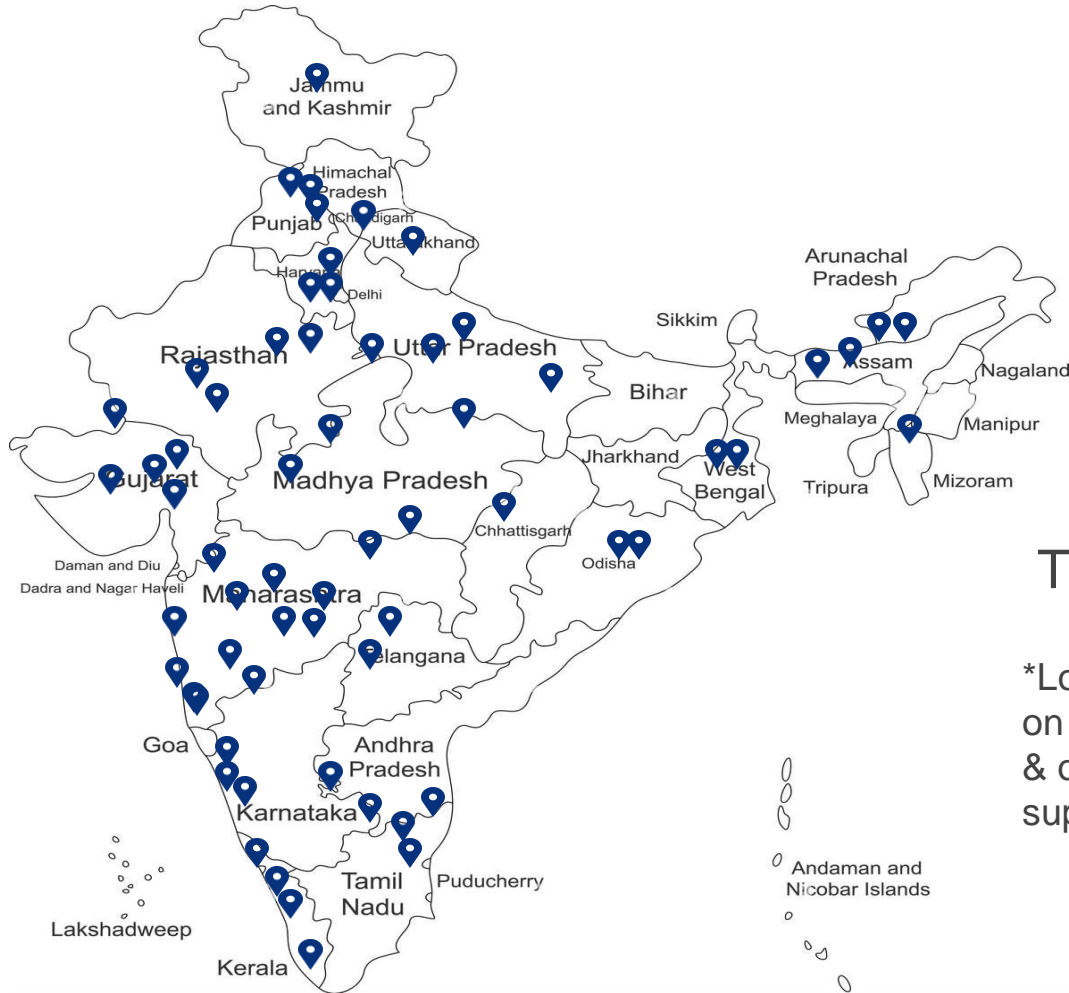 Jammu
and Kashmir
Himachal
Pradesh
Punjab
Chandigarh
Uttarakhand
Haryana
Delhi
Arunachal
Pradesh
Sikkim
Rajasthan
Uttar Pradesh
Assam
Nagaland
Bihar
Meghalaya
Manipur
Jharkhand
Gujarat
Madhya Pradesh
West
Bengal
Tripura
Mizoram
Chhattisgarh
Odisha
Daman and Diu
Dadra and Nagar Haveli
Maharashtra
Telangana
T
*Lo
on
& c
sup
Goa
Andhra
Pradesh
Karnataka
Tamil
Nadu
Puducherry
Andaman and
Nicobar Islands
Lakshadweep
Kerala